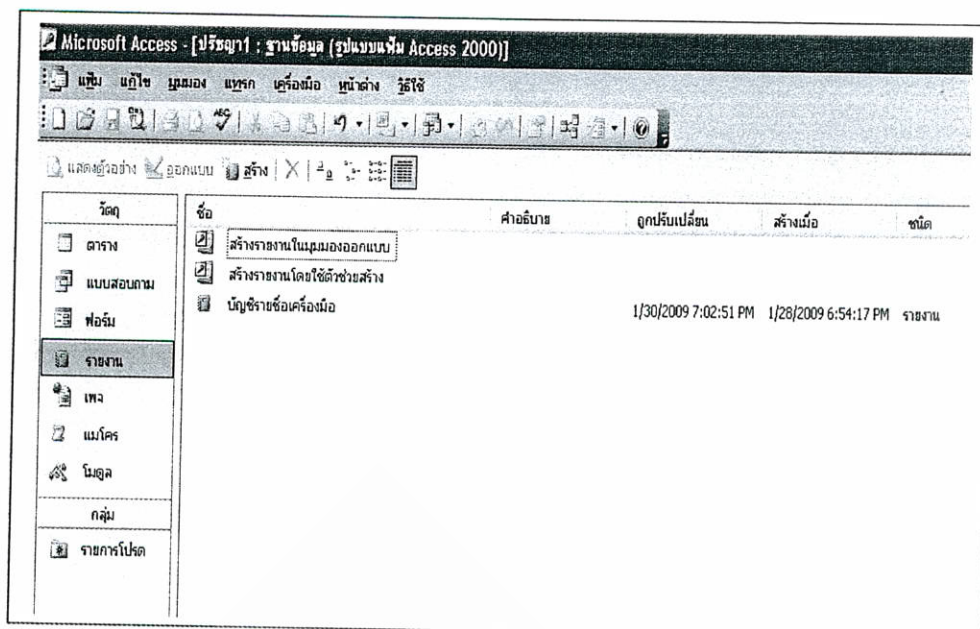 Microsoft Access - [ปรัชญา1 : ฐานข้อมูล (รูปแบบแฟ้ม Access 2000)]
แฟ้ม แก้ไข มุมมอง แทรก เครื่องมือ หน้าต่าง วิธีใช้
แสดงตัวอย่าง ออกแบบ สร้าง
วัตถุ
ชื่อ คำอธิบาย ถูกปรับเปลี่ยน สร้างเมื่อ ชนิด
ตาราง
สร้างรายงานในมุมมองออกแบบ
แบบสอบถาม
สร้างรายงานโดยใช้ตัวช่วยสร้าง
ฟอร์ม
บัญชีรายชื่อเครื่องมือ 1/30/2009 7:02:51 PM 1/28/2009 6:54:17 PM รายงาน
รายงาน
เพจ
แมโคร
โมดูล
กลุ่ม
รายการโปรด